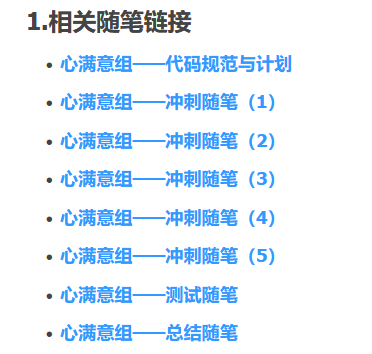 1.相关随笔链接
心满意组——代码规范与计划
心满意组——冲刺随笔（1）
心满意组——冲刺随笔（2）
心满意组——冲刺随笔（3）
心满意组——冲刺随笔（4）
心满意组——冲刺随笔（5）
心满意组——测试随笔
心满意组——总结随笔